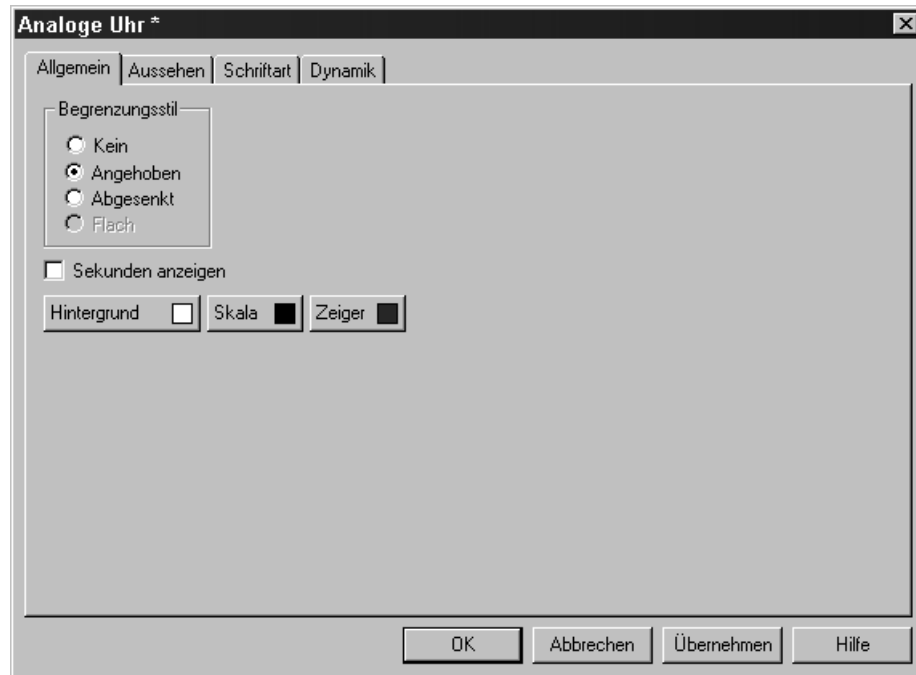 Analoge Uhr *
Allgemein Aussehen Schriftart Dynamik
Begrenzungsstil
Kein
Angehoben
Abgesenkt
Flach
Sekunden anzeigen
Hintergrund Skala Zeiger
OK Abbrechen Übernehmen Hilfe